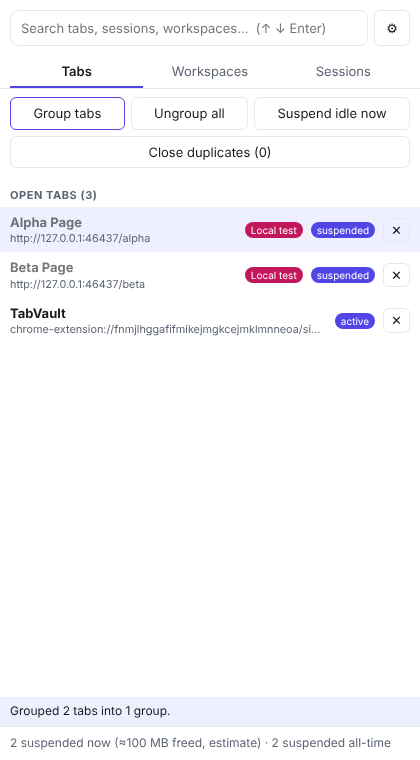 Search tabs, sessions, workspaces... (↑ ↓ Enter) ⚙
Tabs Workspaces Sessions
Group tabs Ungroup all Suspend idle now
Close duplicates (0)
OPEN TABS (3)
Alpha Page
http://127.0.0.1:46437/alpha
Local test suspended ✕
Beta Page
http://127.0.0.1:46437/beta
Local test suspended ✕
TabVault
chrome-extension://fnmjlhggafifmikejmgkcejmklmnneoa/si...
active ✕
Grouped 2 tabs into 1 group.
2 suspended now (≈100 MB freed, estimate) · 2 suspended all-time